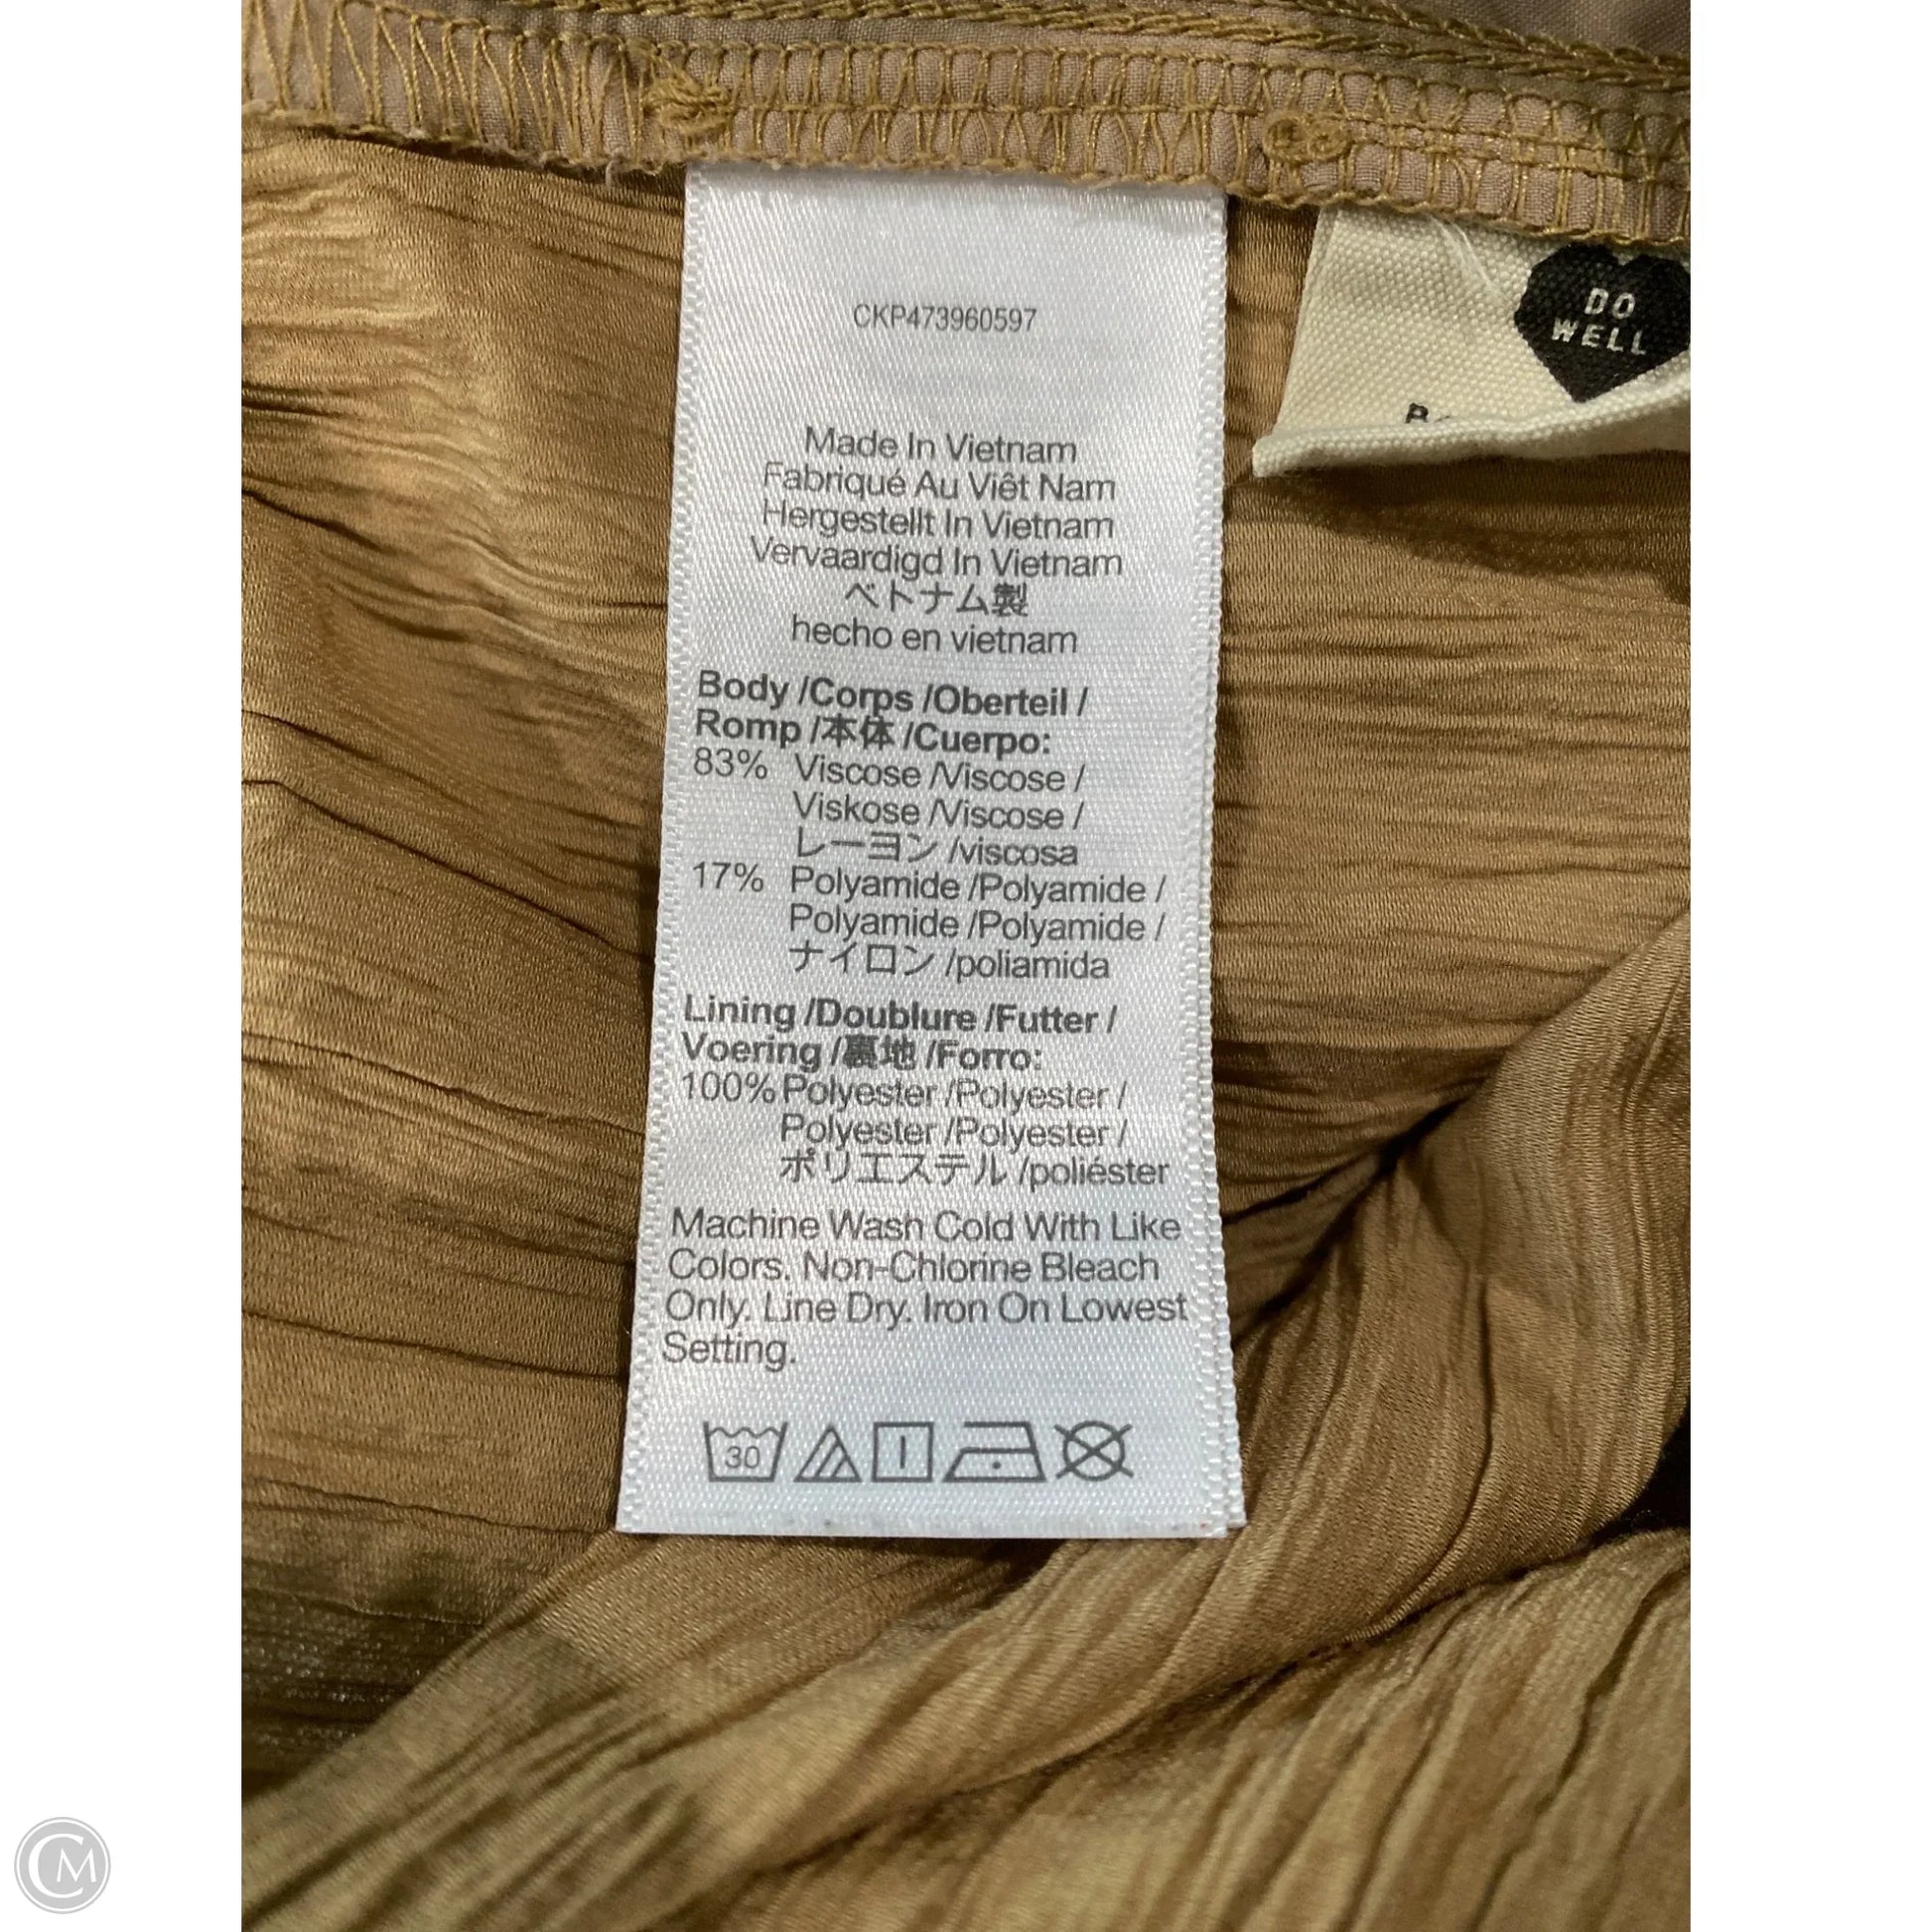 CKP473960597
Made In Vietnam
Fabriqué Au Viêt Nam
Hergestellt In Vietnam
Vervaardigd In Vietnam
ベトナム製
hecho en vietnam
Body /Corps /Oberteil /
Romp /本体 /Cuerpo:
83% Viscose /Viscose /
Viskose /Viscose /
レーヨン /viscosa
17% Polyamide /Polyamide /
Polyamide /Polyamide /
ナイロン /poliamida
Lining /Doublure /Futter /
Voering /裏地 /Forro:
100% Polyester /Polyester /
Polyester /Polyester /
ポリエステル /poliéster
Machine Wash Cold With Like
Colors. Non-Chlorine Bleach
Only. Line Dry. Iron On Lowest
Setting.
30
DO
WELL
CM